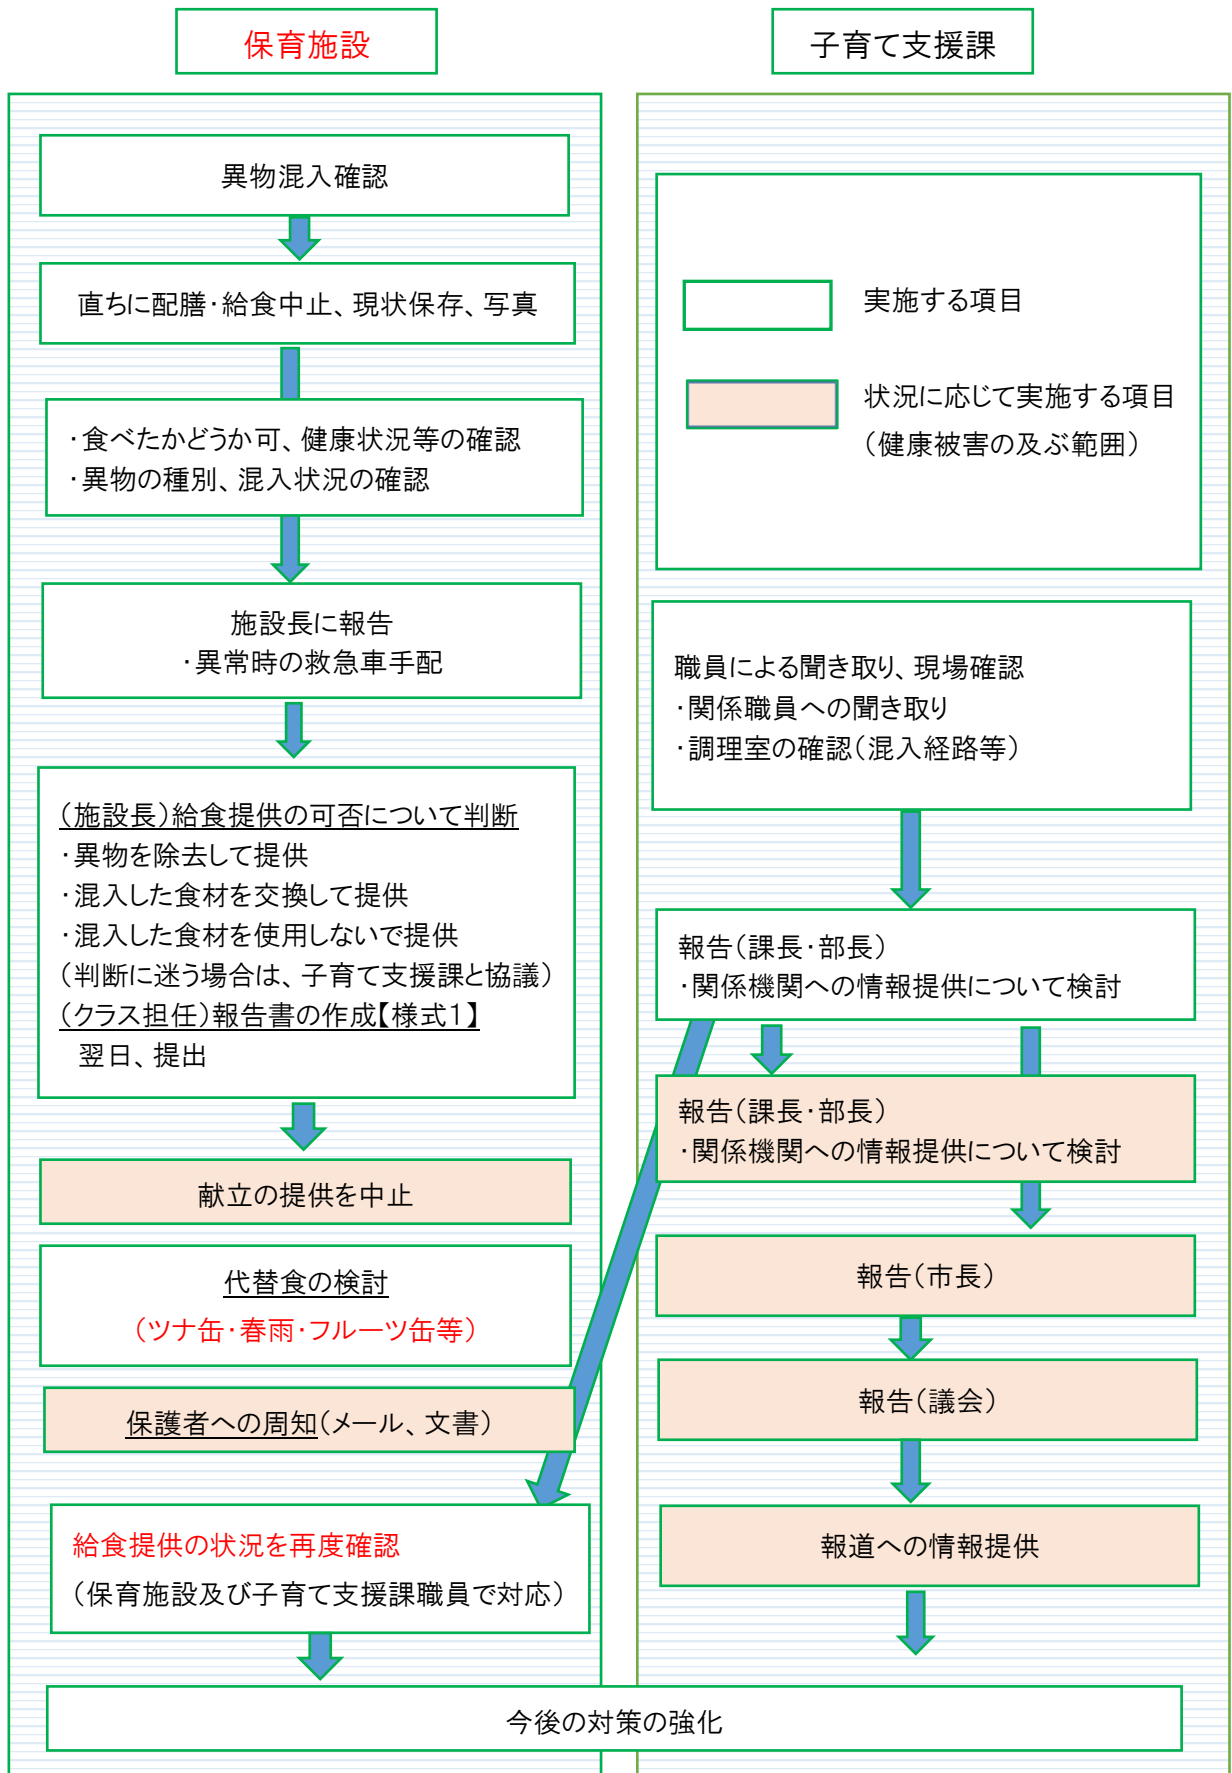 保育施設
異物混入確認
直ちに配膳・給食中止、現状保存、写真
・食べたかどうか可、健康状況等の確認
・異物の種別、混入状況の確認
施設長に報告
・異常時の救急車手配
（施設長）給食提供の可否について判断
・異物を除去して提供
・混入した食材を交換して提供
・混入した食材を使用しないで提供
（判断に迷う場合は、子育て支援課と協議）
（クラス担任）報告書の作成【様式１】
翌日、提出
献立の提供を中止
代替食の検討
（ツナ缶・春雨・フルーツ缶等）
保護者への周知（メール、文書）
給食提供の状況を再度確認
（保育施設及び子育て支援課職員で対応）
子育て支援課
実施する項目
状況に応じて実施する項目
（健康被害の及ぶ範囲）
職員による聞き取り、現場確認
・関係職員への聞き取り
・調理室の確認（混入経路等）
報告（課長・部長）
・関係機関への情報提供について検討
報告（課長・部長）
・関係機関への情報提供について検討
報告（市長）
報告（議会）
報道への情報提供
今後の対策の強化